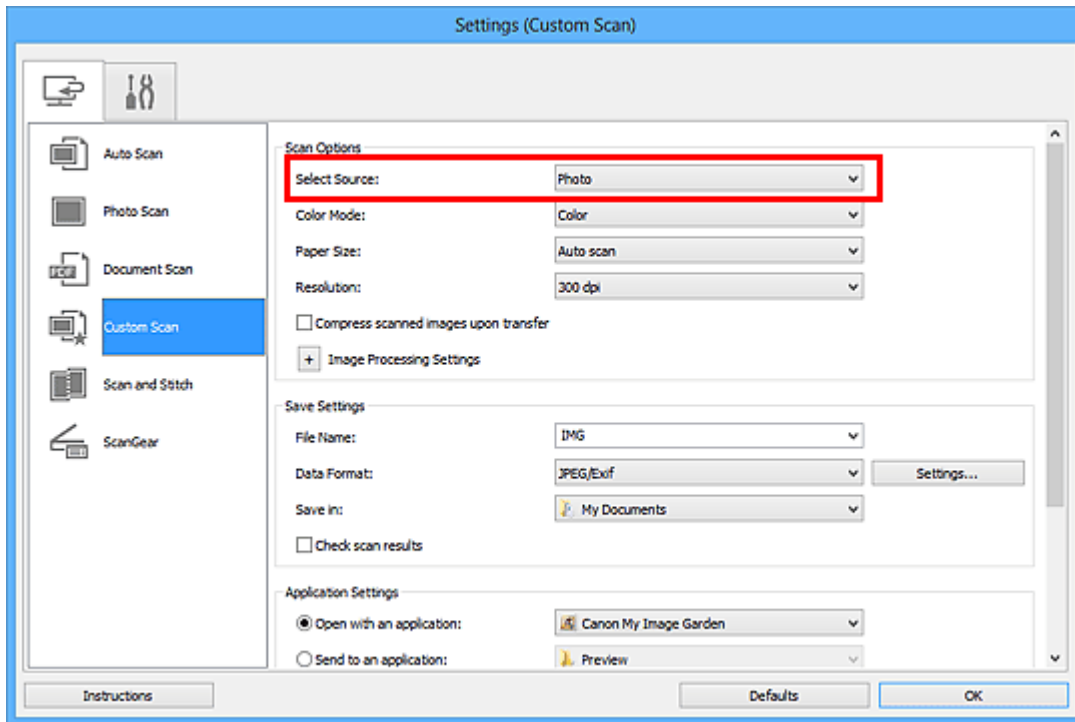 Settings (Custom Scan)
Auto Scan
Photo Scan
Document Scan
Custom Scan
Scan and Stitch
ScanGear
Scan Options
Select Source: Photo
Color Mode: Color
Paper Size: Auto scan
Resolution: 300 dpi
Compress scanned images upon transfer
+ Image Processing Settings
Save Settings
File Name: IMG
Data Format: JPEG/Exif Settings...
Save in: My Documents
Check scan results
Application Settings
Open with an application: Canon My Image Garden
Send to an application: Preview
Instructions Defaults OK